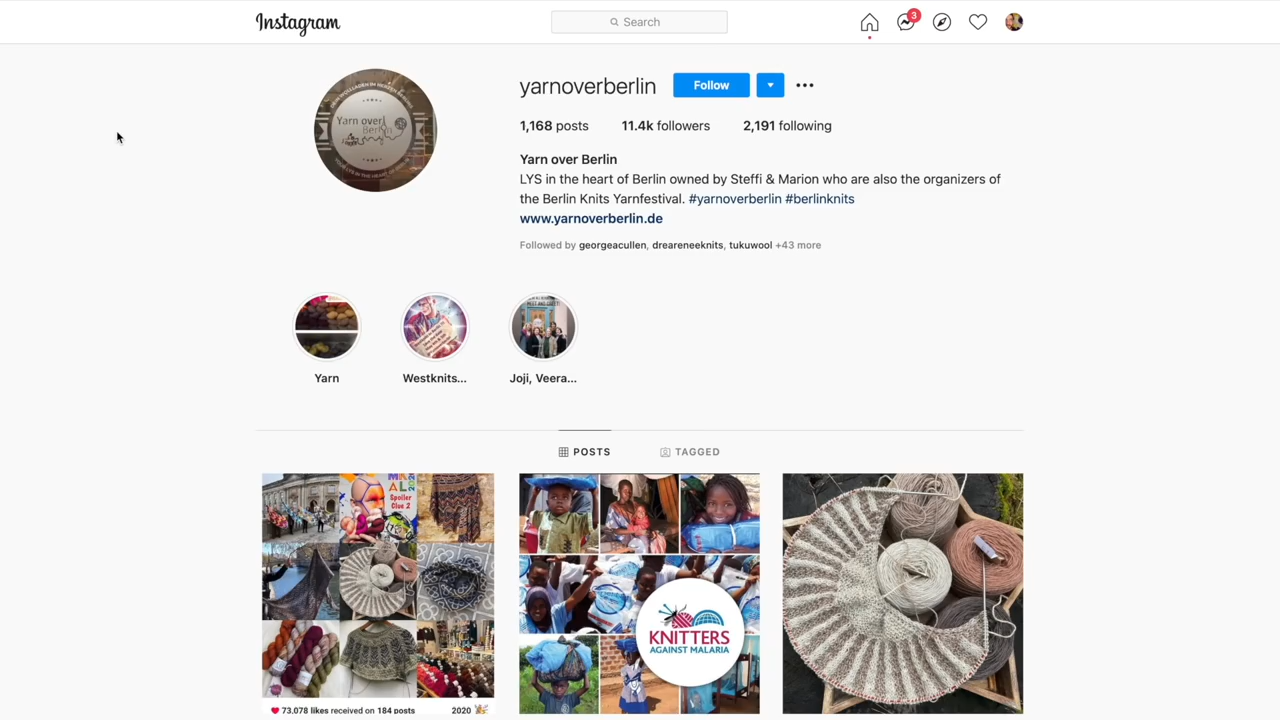 Instagram
Search
3
yarnoverberlin
Follow
1,168 posts 11.4k followers 2,191 following
Yarn over Berlin
LYS in the heart of Berlin owned by Steffi & Marion who are also the organizers of
the Berlin Knits Yarnfestival. #yarnoverberlin #berlinknits
www.yarnoverberlin.de
Followed by georgeacullen, dreareneeknits, tukuwool +43 more
Yarn over
Berlin
Yarn
Westknits...
Joji, Veera...
POSTS
TAGGED
Spoiler
Clue 2
73,078 likes received on 184 posts 2020
KNITTERS
AGAINST MALARIA